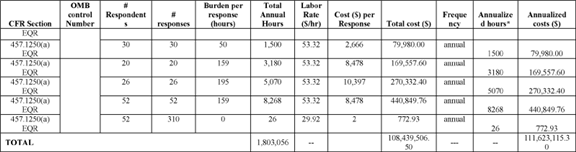 CFR Section OMB control Number # Respondents # responses Burden per response (hours) Total Annual Hours Labor Rate ($/hr) Cost ($) per Response Total cost ($) Frequency Annualized hours* Annualized costs ($)
EQR
457.1250(a) EQR 30 30 50 1,500 53.32 2,666 79,980.00 annual 1500 79,980.00
457.1250(a) EQR 20 20 159 3,180 53.32 8,478 169,557.60 annual 3180 169,557.60
457.1250(a) EQR 26 26 195 5,070 53.32 10,397 270,332.40 annual 5070 270,332.40
457.1250(a) EQR 52 52 159 8,268 53.32 8,478 440,849.76 annual 8268 440,849.76
457.1250(a) EQR 52 310 0 26 29.92 2 772.93 annual 26 772.93
TOTAL 1,803,056 -- 108,439,506.50 --- -- 111,623,115.30